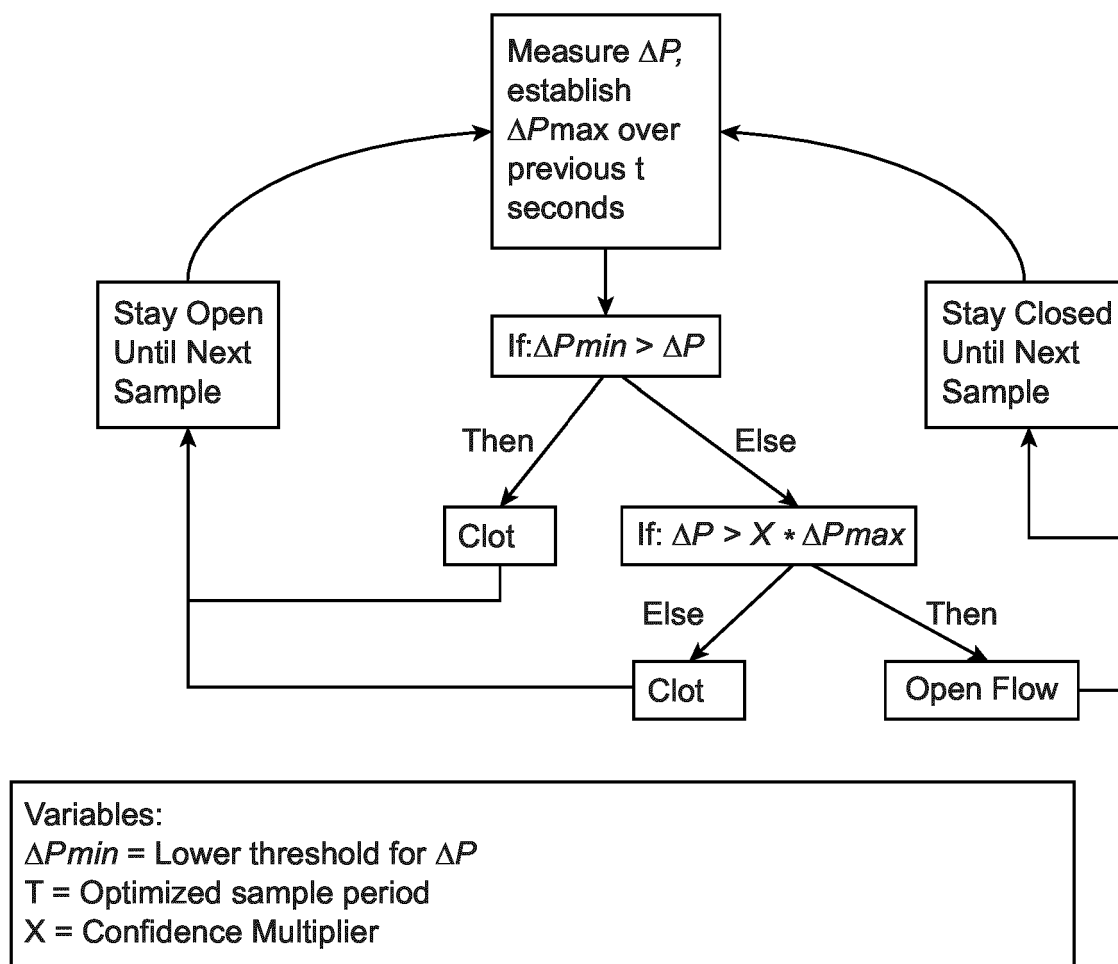 Measure ΔP,
establish
ΔPmax over
previous t
seconds
Stay Open
Until Next
Sample
If:ΔPmin > ΔP
Stay Closed
Until Next
Sample
Then
Else
Clot
If: ΔP > X * ΔPmax
Else
Then
Clot
Open Flow
Variables:
ΔPmin = Lower threshold for ΔP
T = Optimized sample period
X = Confidence Multiplier